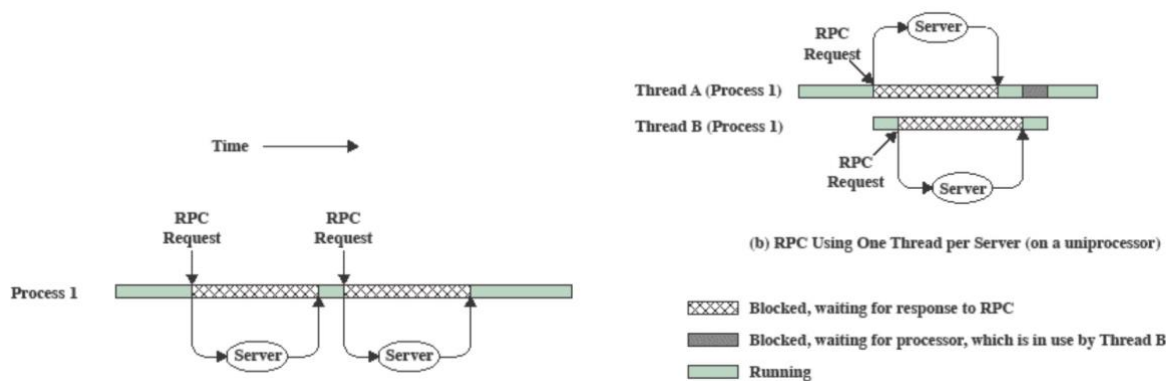 Time
RPC
Request
RPC
Request
Process 1
Server
Server
RPC
Request
Server
Thread A (Process 1)
Thread B (Process 1)
RPC
Request
Server
(b) RPC Using One Thread per Server (on a uniprocessor)
Blocked, waiting for response to RPC
Blocked, waiting for processor, which is in use by Thread B
Running